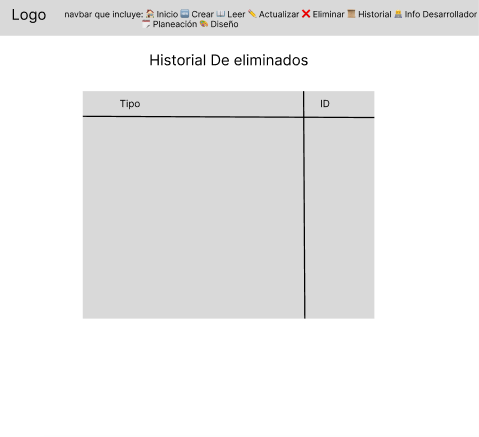 Logo
navbar que incluye: 🏠 Inicio 🆕 Crear 📖 Leer ✏️ Actualizar ❌ Eliminar 📜 Historial 👨‍💻 Info Desarrollador
🗒️ Planeación 🎨 Diseño
Historial De eliminados
Tipo ID